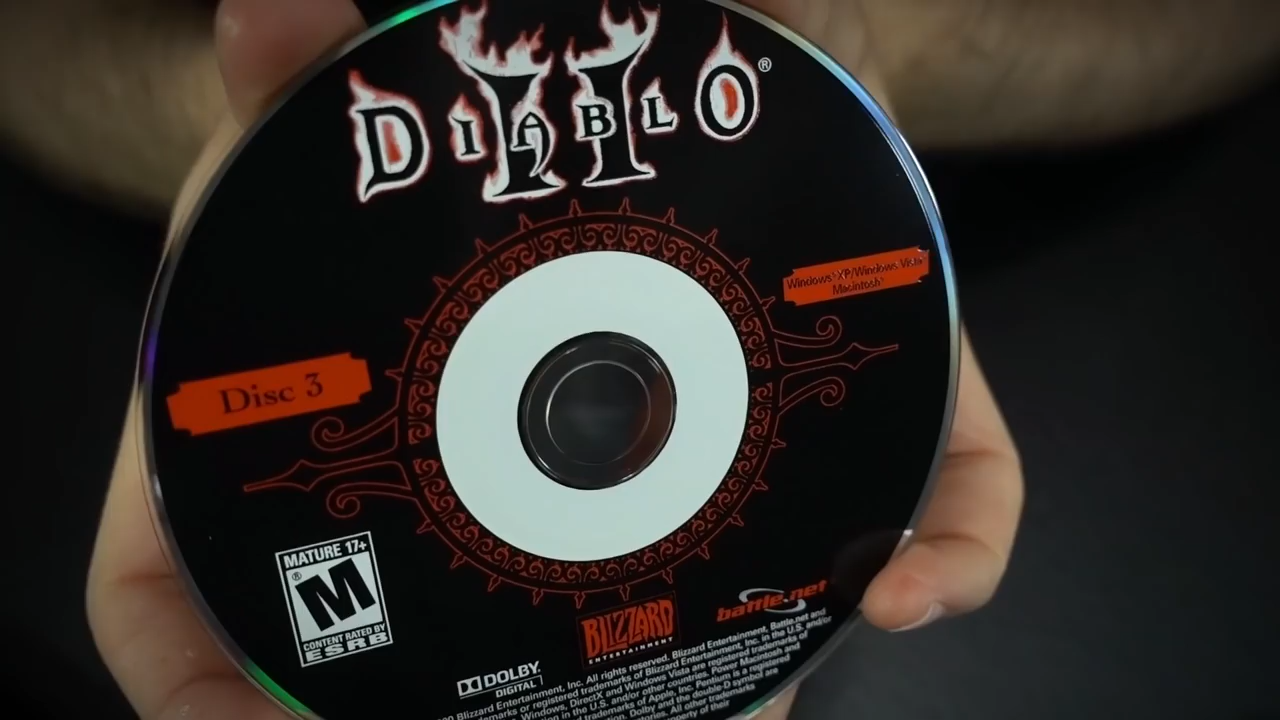 DIABLO II®
Windows® XP/Windows Vista®
Macintosh®
Disc 3
MATURE 17+
M®
CONTENT RATED BY
ESRB
BLIZZARD
ENTERTAINMENT
battle.net
DOLBY
DIGITAL
Blizzard Entertainment, Inc. All rights reserved. Blizzard Entertainment, Battle.net and
or registered trademarks of Blizzard Entertainment, Inc. in the U.S. and/or
Windows, DirectX and Windows Vista are registered trademarks of
in the U.S. and/or other countries. Power Macintosh and
trademarks of Apple, Inc. Pentium is a registered
Dolby and the double-D symbol are
All other trademarks
property of their